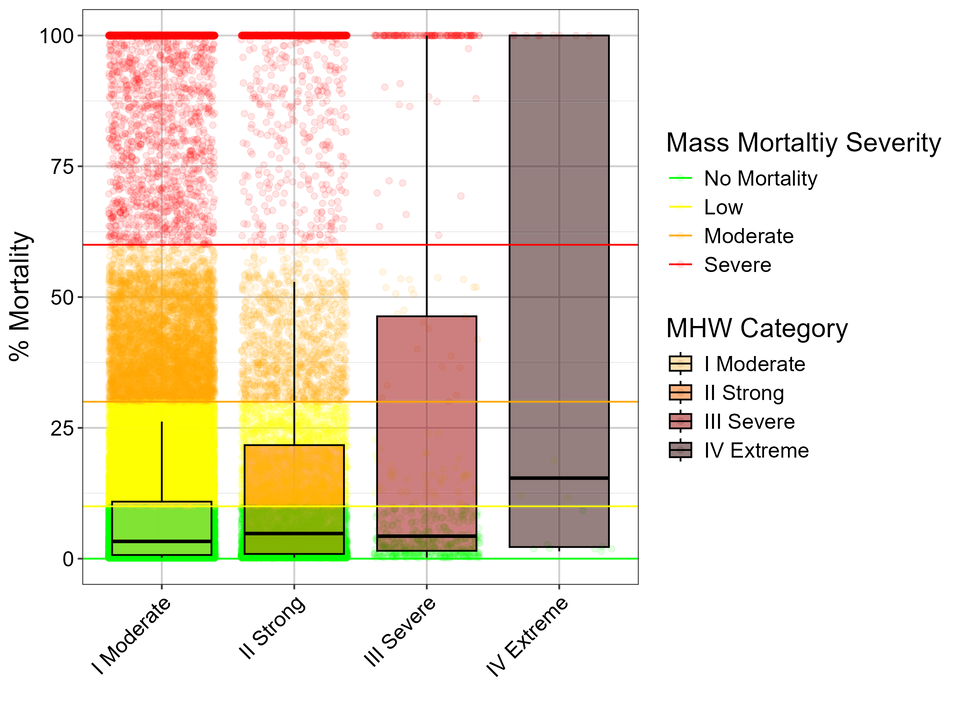 % Mortality
100
75
50
25
0
I Moderate
II Strong
III Severe
IV Extreme
Mass Mortaltiy Severity
No Mortality
Low
Moderate
Severe
MHW Category
I Moderate
II Strong
III Severe
IV Extreme